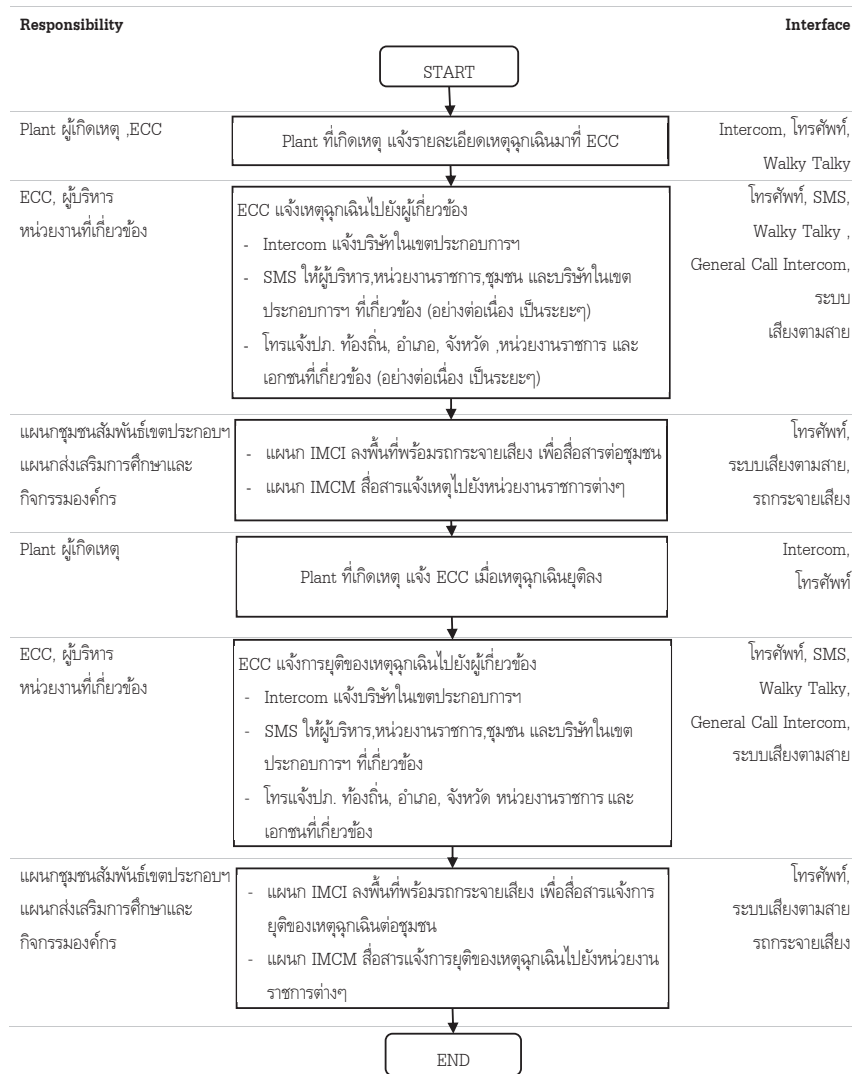 Responsibility
Interface
START
Plant ผู้เกิดเหตุ ,ECC
Plant ที่เกิดเหตุ แจ้งรายละเอียดเหตุฉุกเฉินมาที่ ECC
Intercom, โทรศัพท์,
Walky Talky
ECC, ผู้บริหาร
หน่วยงานที่เกี่ยวข้อง
ECC แจ้งเหตุฉุกเฉินไปยังผู้เกี่ยวข้อง
- Intercom แจ้งบริษัทในเขตประกอบการฯ
- SMS ให้ผู้บริหาร,หน่วยงานราชการ,ชุมชน และบริษัทในเขต
ประกอบการฯ ที่เกี่ยวข้อง (อย่างต่อเนื่อง เป็นระยะๆ)
- โทรแจ้งปภ. ท้องถิ่น, อำเภอ, จังหวัด ,หน่วยงานราชการ และ
เอกชนที่เกี่ยวข้อง (อย่างต่อเนื่อง เป็นระยะๆ)
โทรศัพท์, SMS,
Walky Talky ,
General Call Intercom,
ระบบ
เสียงตามสาย
แผนกชุมชนสัมพันธ์เขตประกอบฯ
แผนกส่งเสริมการศึกษาและ
กิจกรรมองค์กร
- แผนก IMCI ลงพื้นที่พร้อมรถกระจายเสียง เพื่อสื่อสารต่อชุมชน
- แผนก IMCM สื่อสารแจ้งเหตุไปยังหน่วยงานราชการต่างๆ
โทรศัพท์,
ระบบเสียงตามสาย,
รถกระจายเสียง
Plant ผู้เกิดเหตุ
Plant ที่เกิดเหตุ แจ้ง ECC เมื่อเหตุฉุกเฉินยุติลง
Intercom,
โทรศัพท์
ECC, ผู้บริหาร
หน่วยงานที่เกี่ยวข้อง
ECC แจ้งการยุติของเหตุฉุกเฉินไปยังผู้เกี่ยวข้อง
- Intercom แจ้งบริษัทในเขตประกอบการฯ
- SMS ให้ผู้บริหาร,หน่วยงานราชการ,ชุมชน และบริษัทในเขต
ประกอบการฯ ที่เกี่ยวข้อง
- โทรแจ้งปภ. ท้องถิ่น, อำเภอ, จังหวัด หน่วยงานราชการ และ
เอกชนที่เกี่ยวข้อง
โทรศัพท์, SMS,
Walky Talky,
General Call Intercom,
ระบบเสียงตามสาย
แผนกชุมชนสัมพันธ์เขตประกอบฯ
แผนกส่งเสริมการศึกษาและ
กิจกรรมองค์กร
- แผนก IMCI ลงพื้นที่พร้อมรถกระจายเสียง เพื่อสื่อสารแจ้งการ
ยุติของเหตุฉุกเฉินต่อชุมชน
- แผนก IMCM สื่อสารแจ้งการยุติของเหตุฉุกเฉินไปยังหน่วยงาน
ราชการต่างๆ
โทรศัพท์,
ระบบเสียงตามสาย
รถกระจายเสียง
END